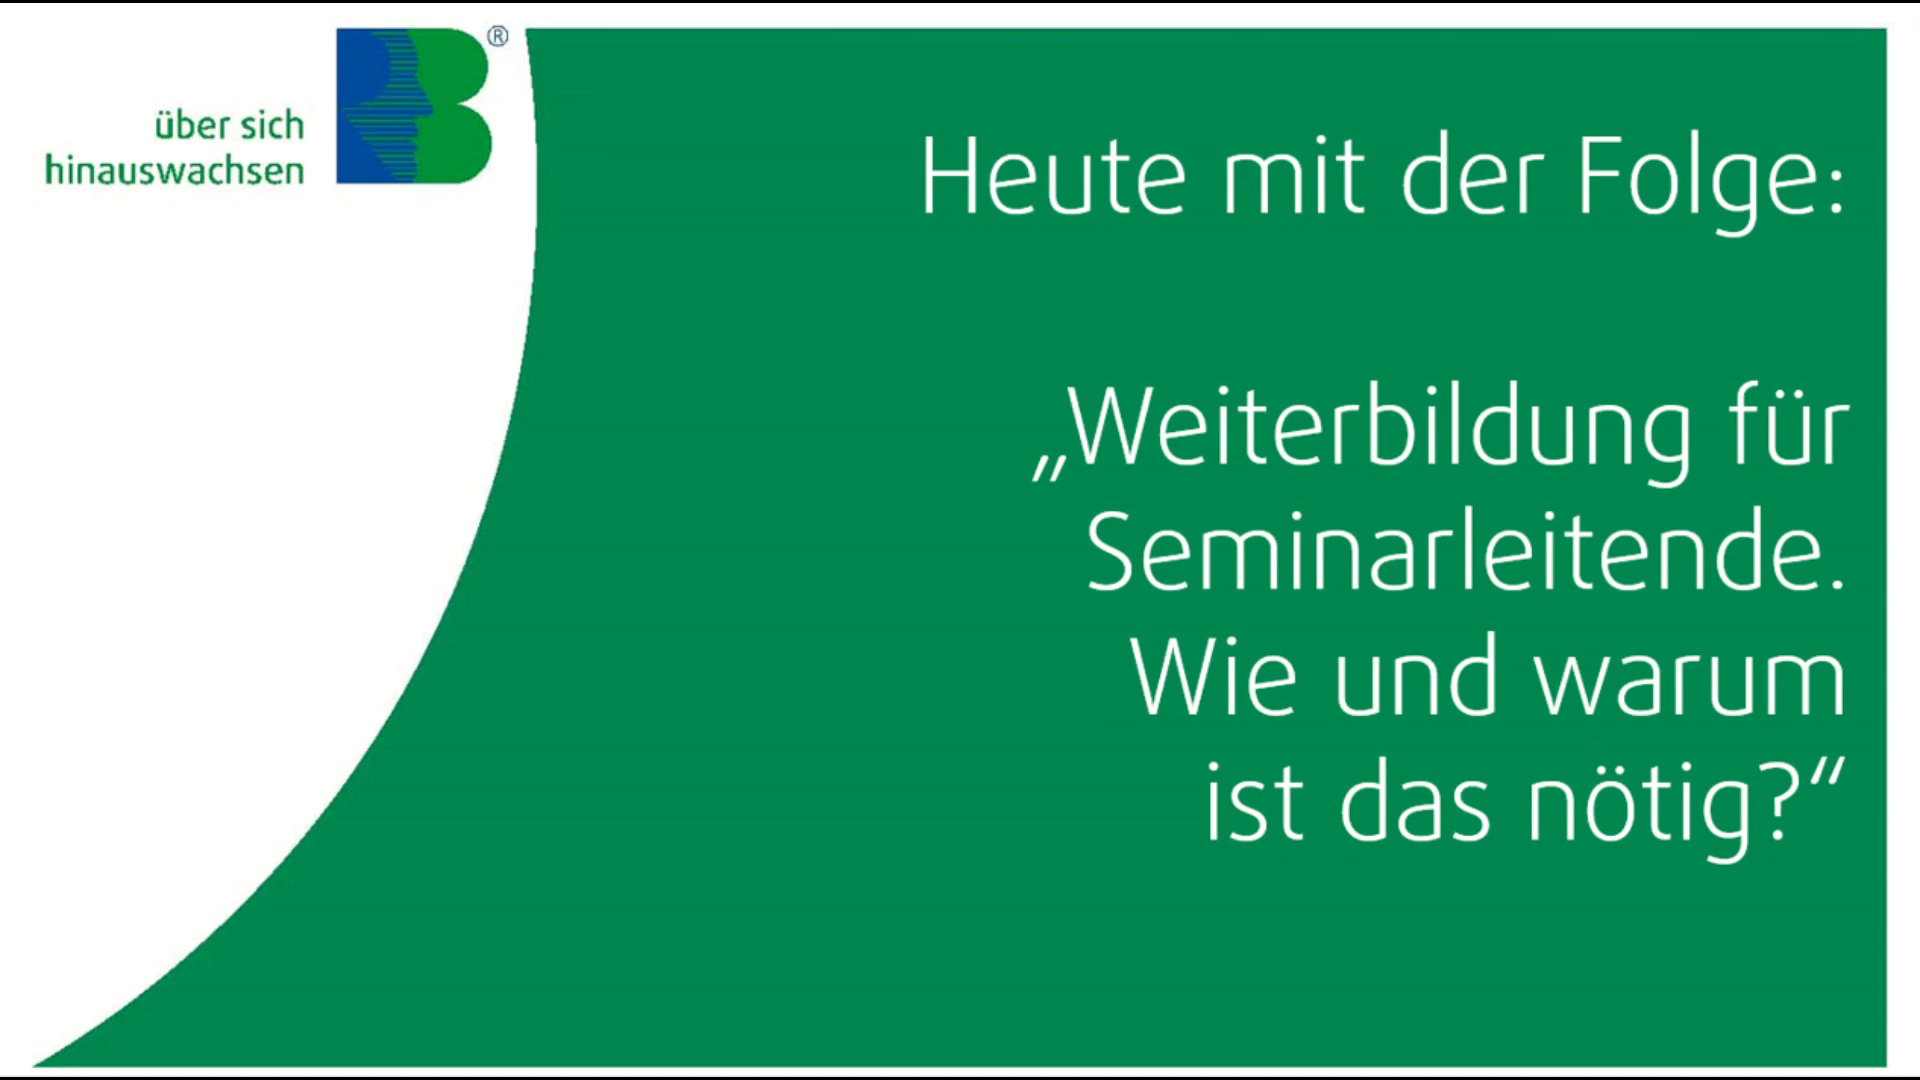 über sich
hinauswachsen
®
Heute mit der Folge:
„Weiterbildung für
Seminarleitende.
Wie und warum
ist das nötig?“